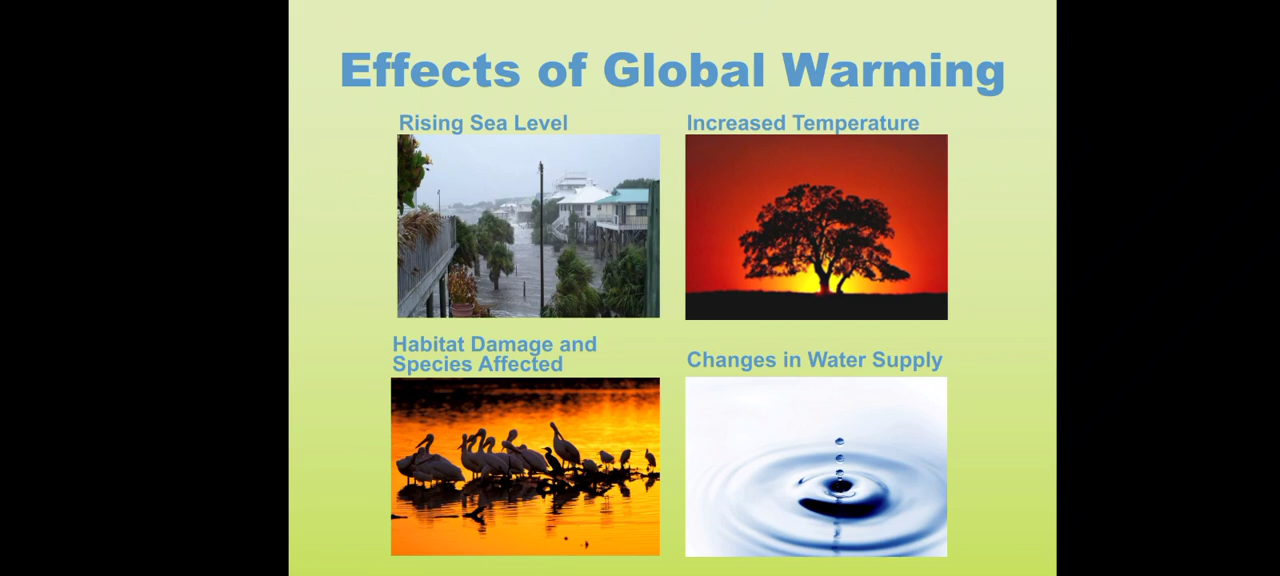 Effects of Global Warming
Rising Sea Level
Increased Temperature
Habitat Damage and
Species Affected
Changes in Water Supply